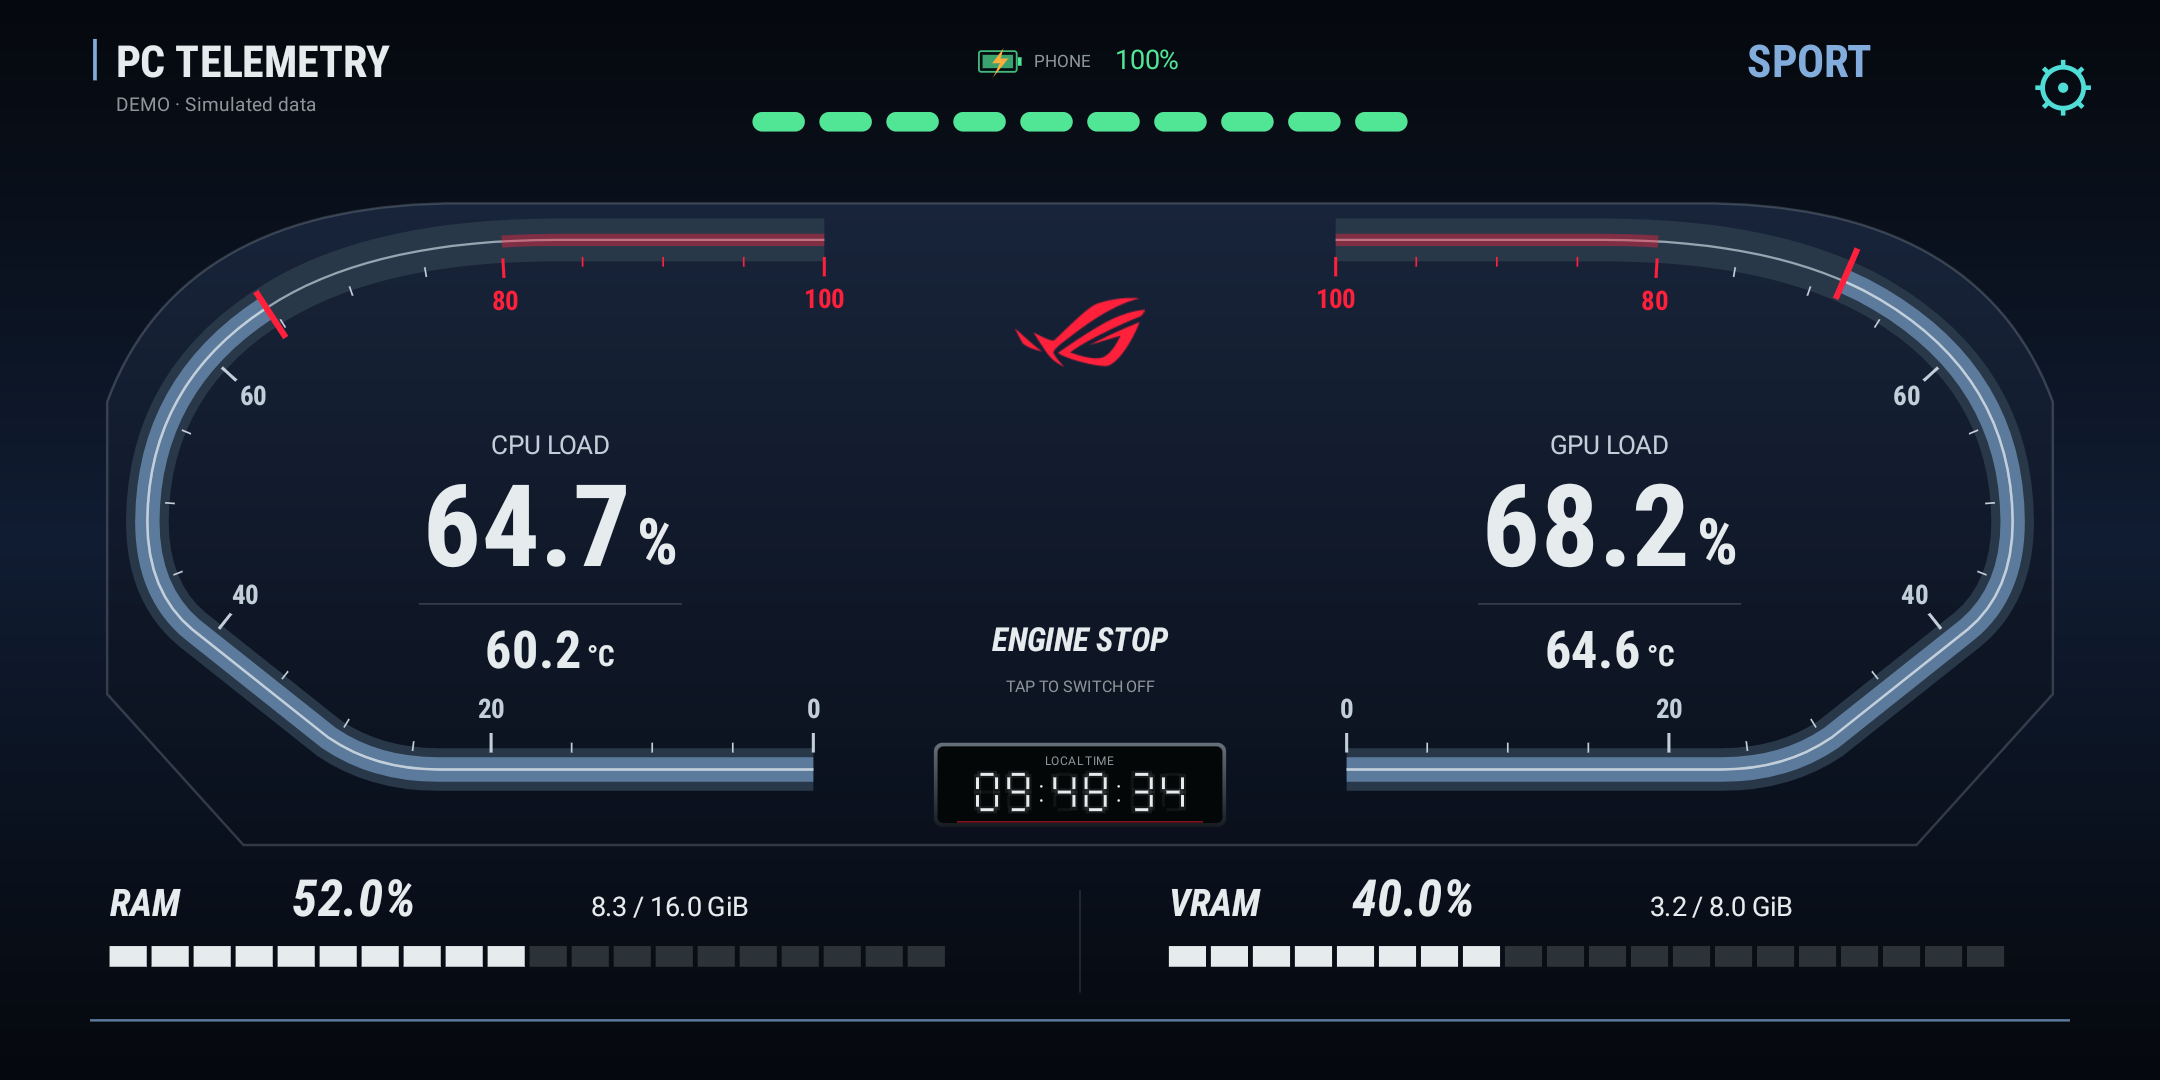 PC TELEMETRY
DEMO · Simulated data
PHONE 100%
SPORT
80 100
100 80
60
60
CPU LOAD
64.7 %
60.2 °C
GPU LOAD
68.2 %
64.6 °C
40
40
20 0
0 20
ENGINE STOP
TAP TO SWITCH OFF
LOCAL TIME
09:48:34
RAM 52.0% 8.3 / 16.0 GiB
VRAM 40.0% 3.2 / 8.0 GiB